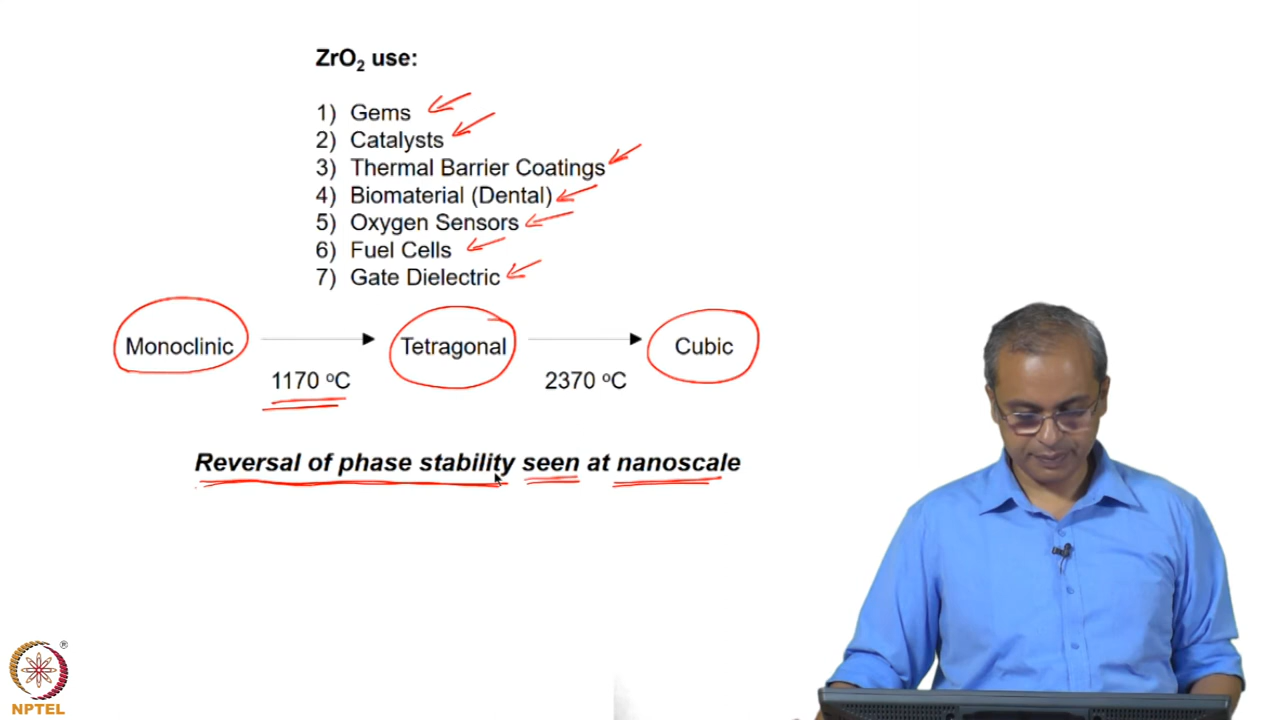 ZrO2 use:
1) Gems
2) Catalysts
3) Thermal Barrier Coatings
4) Biomaterial (Dental)
5) Oxygen Sensors
6) Fuel Cells
7) Gate Dielectric
Monoclinic Tetragonal Cubic
1170 ºC 2370 ºC
Reversal of phase stability seen at nanoscale
®
NPTEL